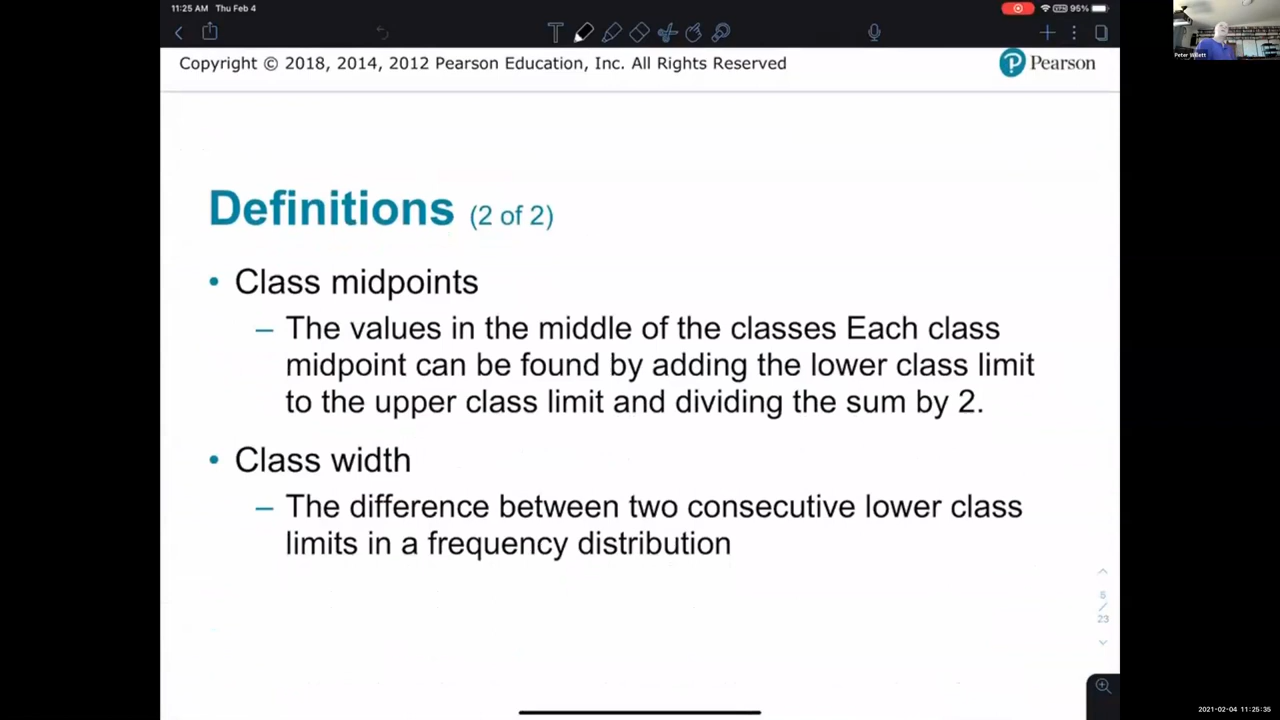 11:25 AM Thu Feb 4
95%
Copyright © 2018, 2014, 2012 Pearson Education, Inc. All Rights Reserved
Pearson
Definitions (2 of 2)
• Class midpoints
– The values in the middle of the classes Each class
midpoint can be found by adding the lower class limit
to the upper class limit and dividing the sum by 2.
• Class width
– The difference between two consecutive lower class
limits in a frequency distribution
/
23
2021-02-04 11:25:35